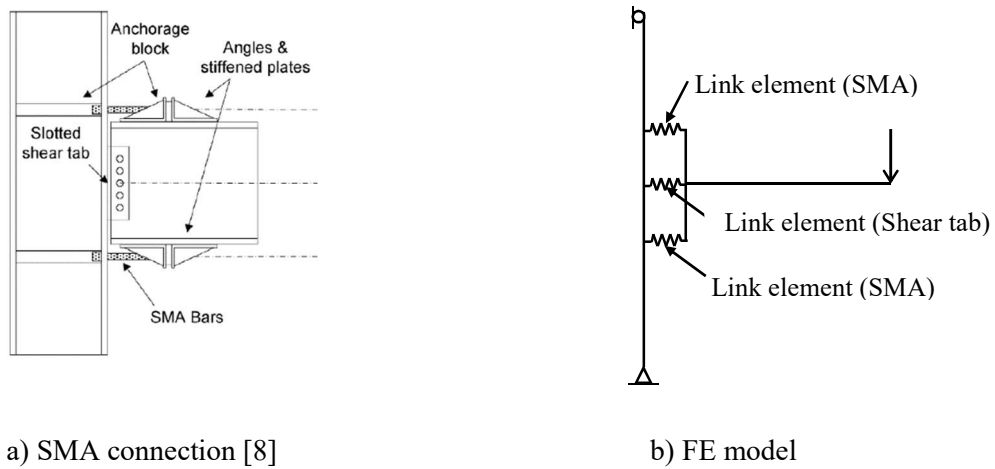 Anchorage
block
Angles &
stiffened plates
Slotted
shear tab
SMA Bars
Link element (SMA)
Link element (Shear tab)
Link element (SMA)
a) SMA connection [8]
b) FE model